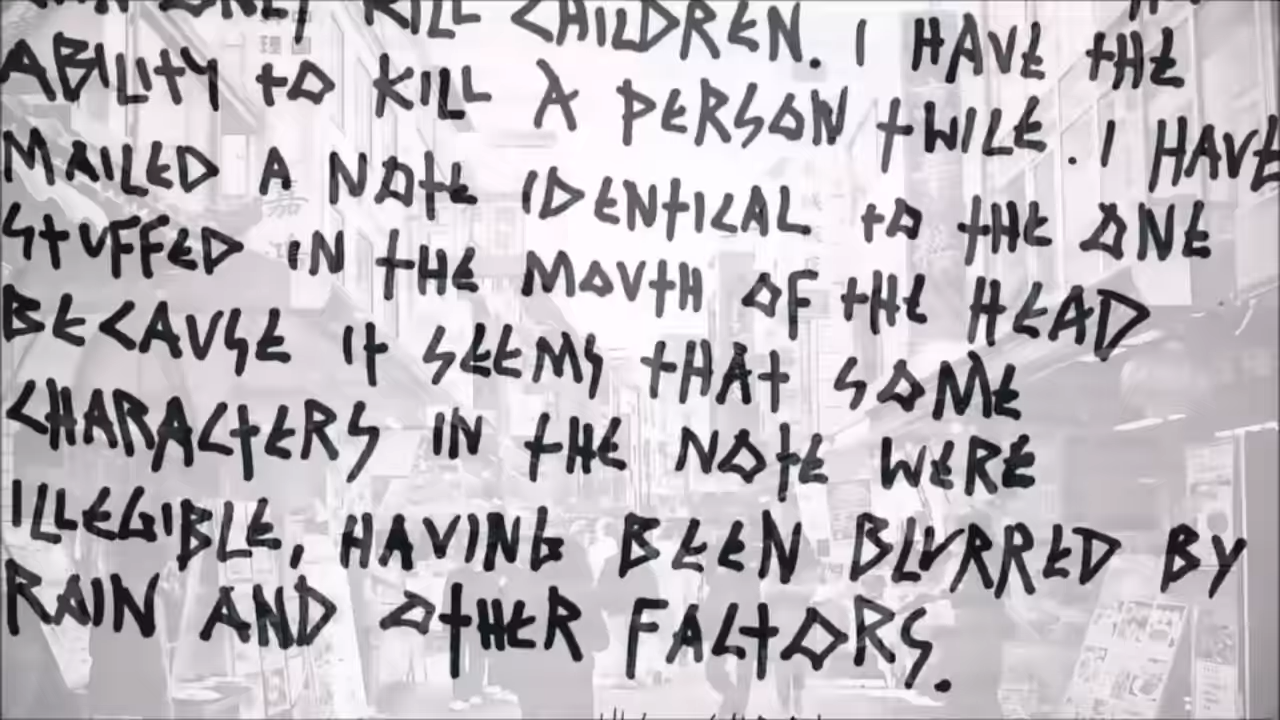 ONLY KILL CHILDREN. I HAVE THE
ABILITY TO KILL A PERSON TWICE. I HAVE
MAILED A NOTE IDENTICAL TO THE ONE
STUFFED IN THE MOUTH OF THE HEAD
BECAUSE IT SEEMS THAT SOME
CHARACTERS IN THE NOTE WERE
ILLEGIBLE, HAVING BEEN BLURRED BY
RAIN AND OTHER FACTORS.